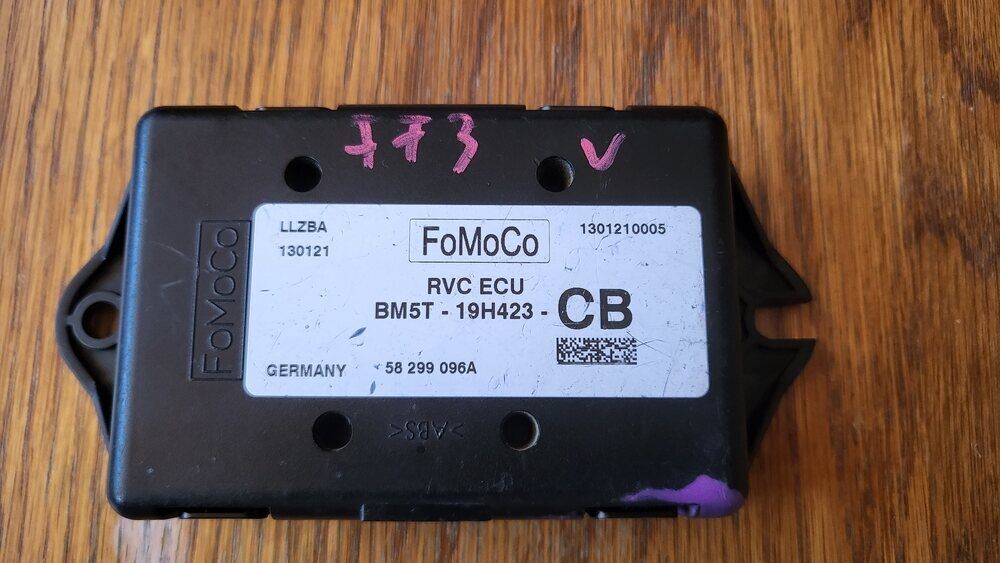 773 V
LLZBA
130121
FoMoCo
1301210005
RVC ECU
BM5T - 19H423 - CB
GERMANY
58 299 096A
FoMoCo
>ABS<